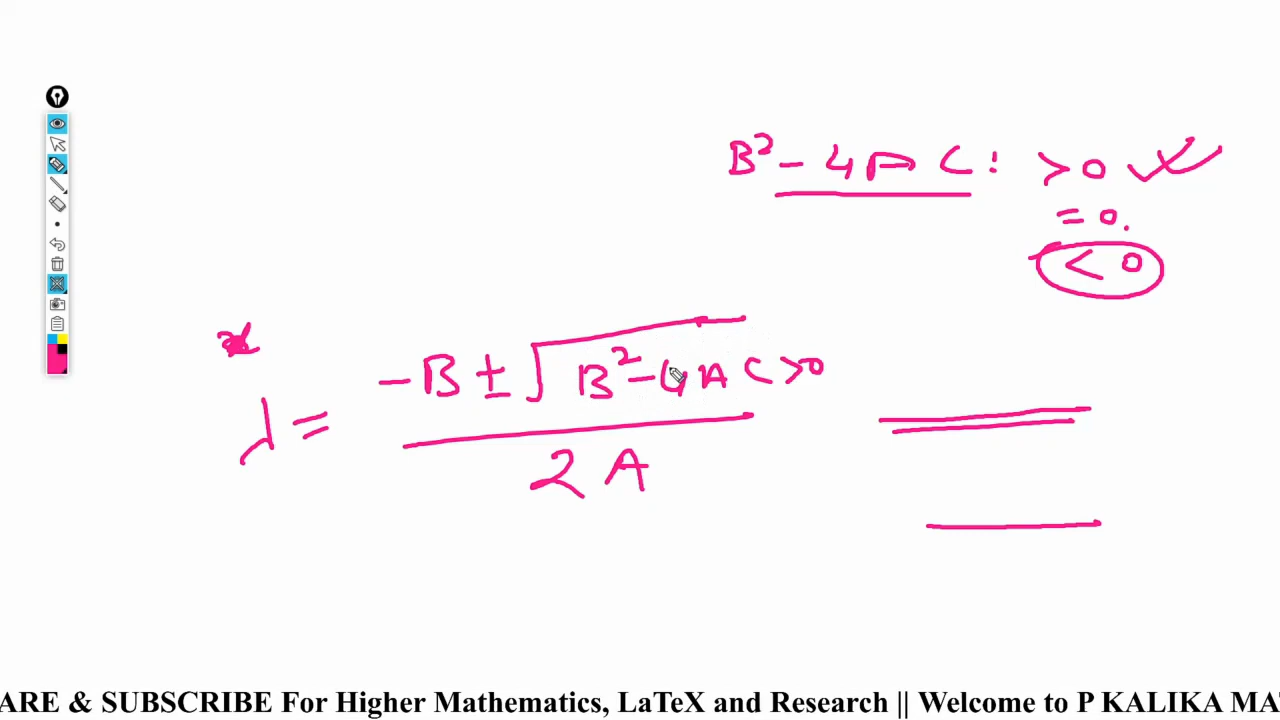 B² - 4AC : > 0
= 0.
< 0
λ = -B ± √B² - 4AC > 0
2A
ARE & SUBSCRIBE For Higher Mathematics, LaTeX and Research || Welcome to P KALIKA MA